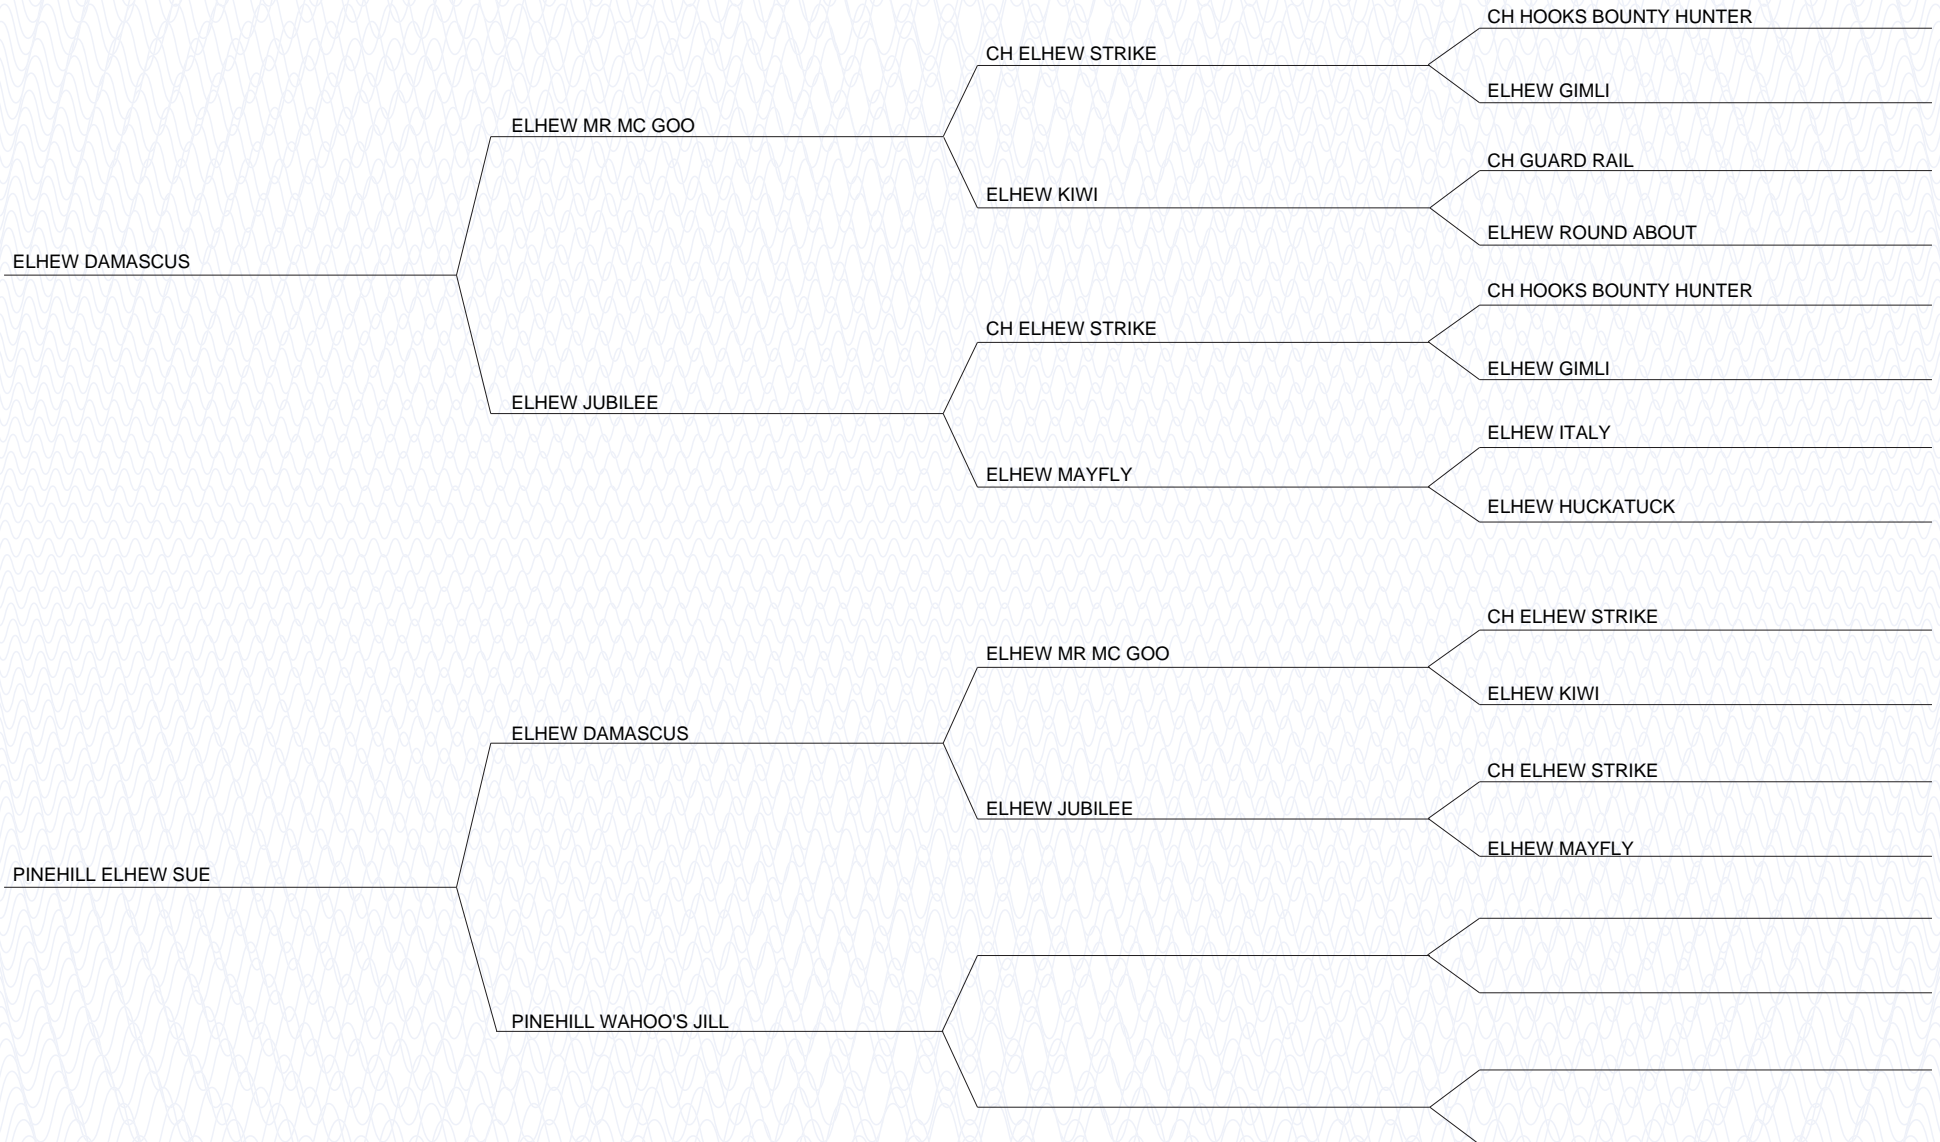 CH HOOKS BOUNTY HUNTER
CH ELHEW STRIKE
ELHEW GIMLI
ELHEW MR MC GOO
CH GUARD RAIL
ELHEW KIWI
ELHEW ROUND ABOUT
ELHEW DAMASCUS
CH HOOKS BOUNTY HUNTER
CH ELHEW STRIKE
ELHEW GIMLI
ELHEW JUBILEE
ELHEW ITALY
ELHEW MAYFLY
ELHEW HUCKATUCK
CH ELHEW STRIKE
ELHEW MR MC GOO
ELHEW KIWI
ELHEW DAMASCUS
CH ELHEW STRIKE
ELHEW JUBILEE
ELHEW MAYFLY
PINEHILL ELHEW SUE
PINEHILL WAHOO'S JILL